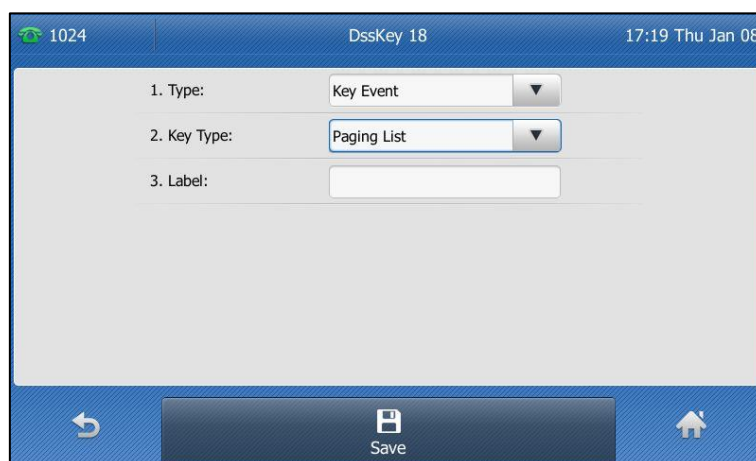 1024 DssKey 18 17:19 Thu Jan 08
1. Type: Key Event
2. Key Type: Paging List
3. Label:
Save